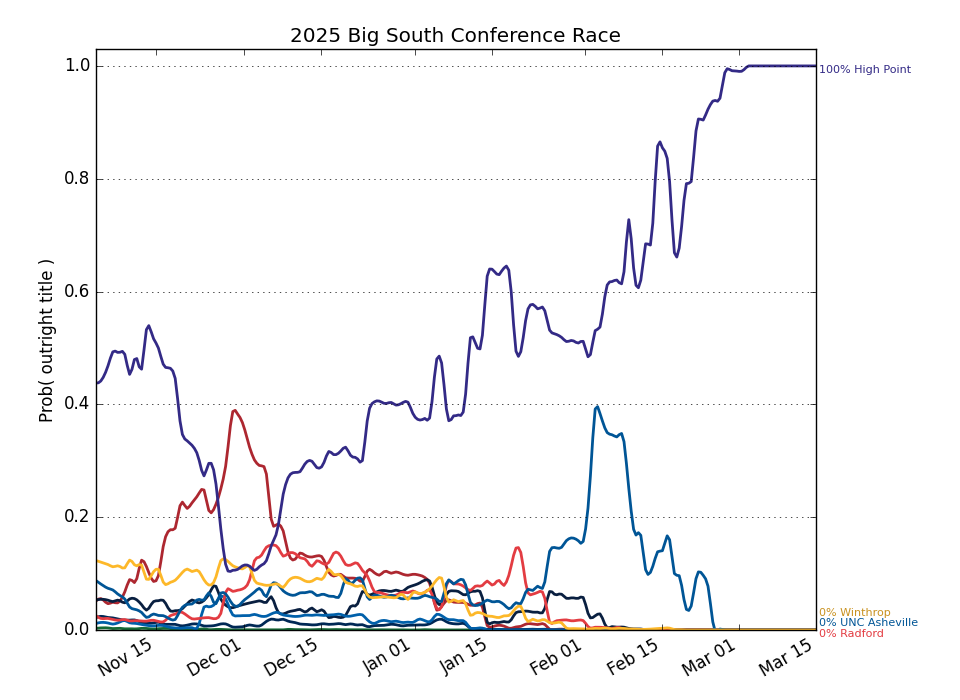 2025 Big South Conference Race
1.0
100% High Point
0.8
0.6
Prob( outright title )
0.4
0.2
0% Winthrop
0% UNC Asheville
0.0
0% Radford
Nov 15
Dec 01
Dec 15
Jan 01
Jan 15
Feb 01
Feb 15
Mar 01
Mar 15